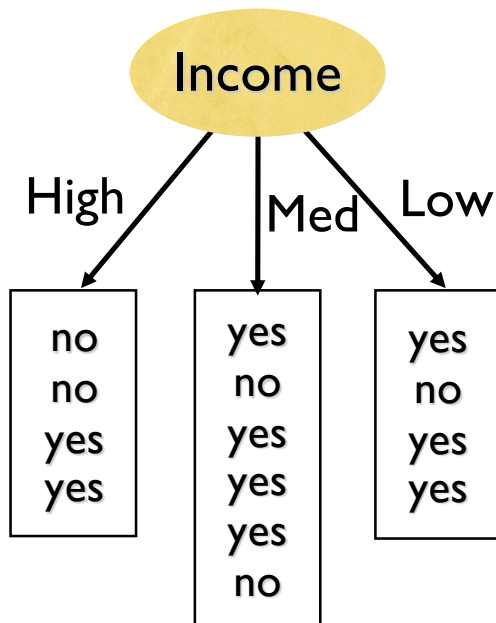 Income
High
Med
Low
no
no
yes
yes
yes
no
yes
yes
yes
no
yes
no
yes
yes